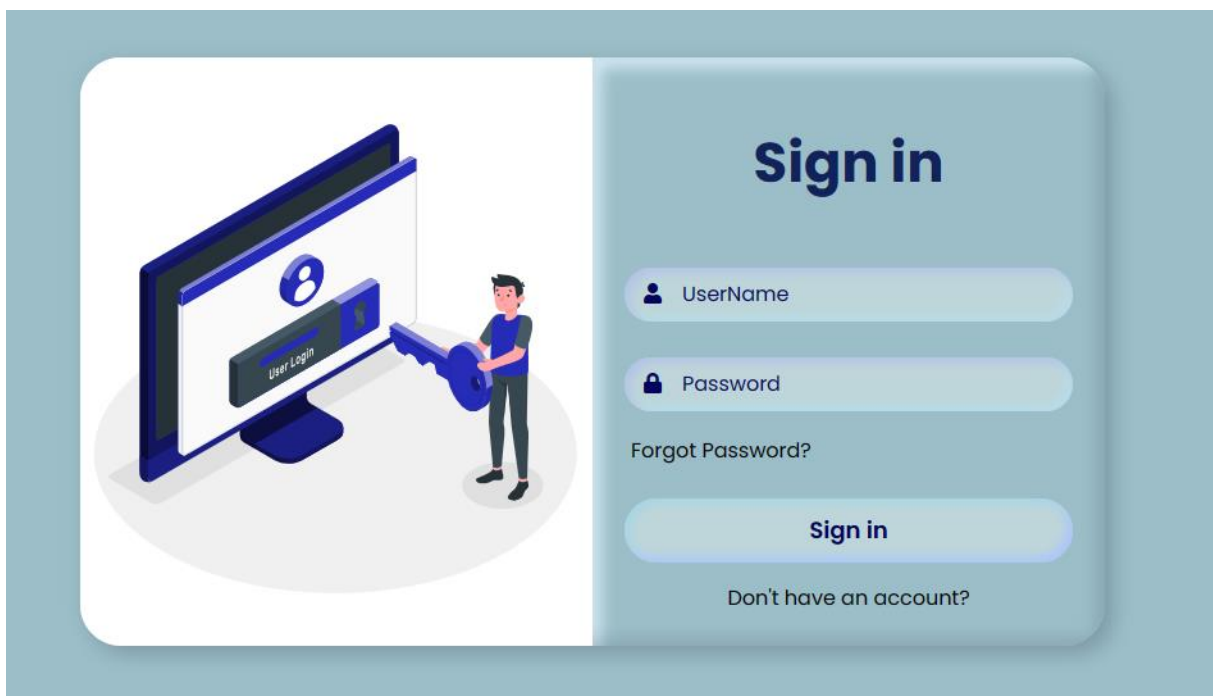 User Login
Sign in
UserName
Password
Forgot Password?
Sign in
Don't have an account?